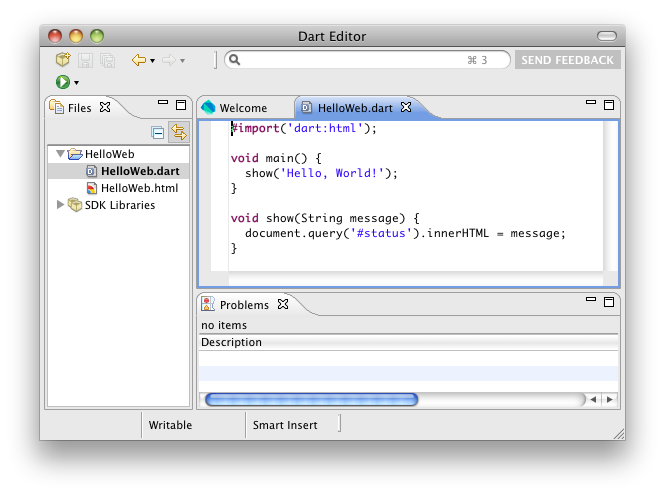 Dart Editor
⌘ 3
SEND FEEDBACK
Files
Welcome
HelloWeb.dart
HelloWeb
HelloWeb.dart
HelloWeb.html
SDK Libraries
#import('dart:html');
void main() {
show('Hello, World!');
}
void show(String message) {
document.query('#status').innerHTML = message;
}
Problems
no items
Description
Writable
Smart Insert